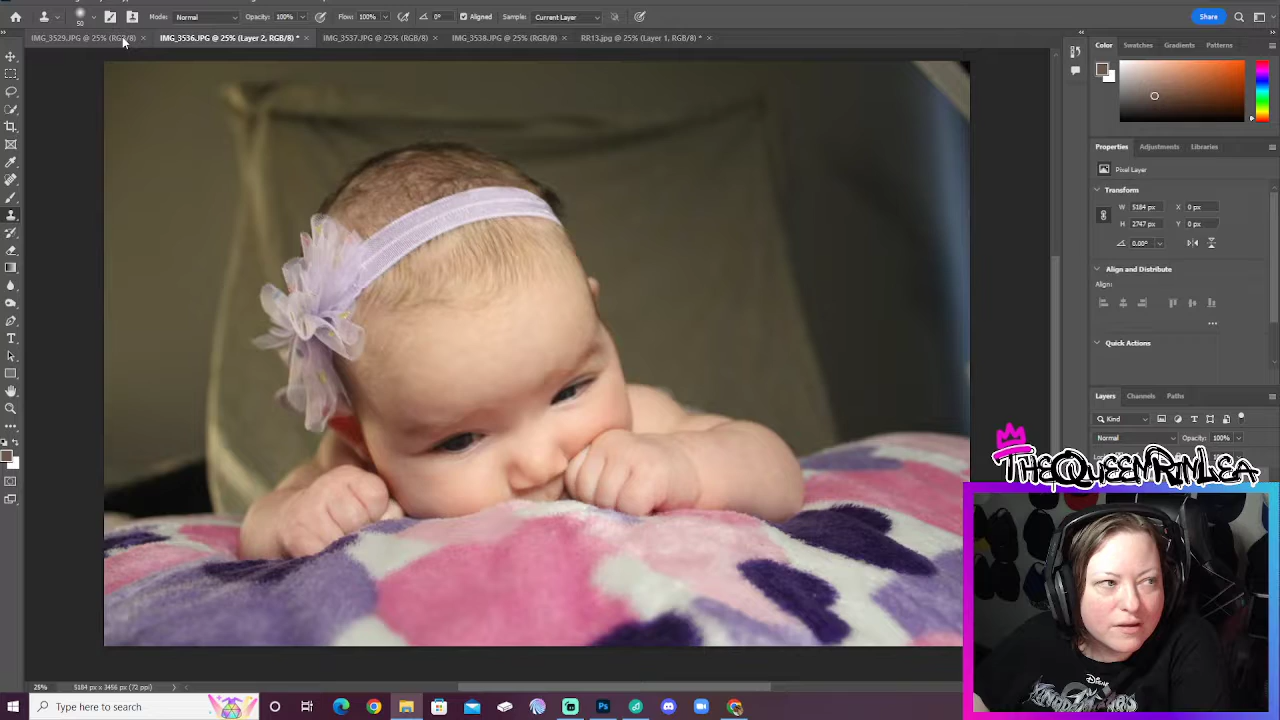 50
Mode: Normal
Opacity: 100%
Flow: 100%
0°
Aligned
Sample: Current Layer
Share
IMG_3529.JPG @ 25% (RGB/8)
IMG_3536.JPG @ 25% (Layer 2, RGB/8) *
IMG_3537.JPG @ 25% (RGB/8)
IMG_3538.JPG @ 25% (RGB/8)
RR13.jpg @ 25% (Layer 1, RGB/8) *
Color
Swatches
Gradients
Patterns
Properties
Adjustments
Libraries
Pixel Layer
Transform
W 5184 px
X 0 px
H 2747 px
Y 0 px
0.00°
Align and Distribute
Align:
Quick Actions
Layers
Channels
Paths
Kind
Normal
Opacity: 100%
THEQUEENRINLEA
Disney
25%
5184 px x 3456 px (72 ppi)
Type here to search